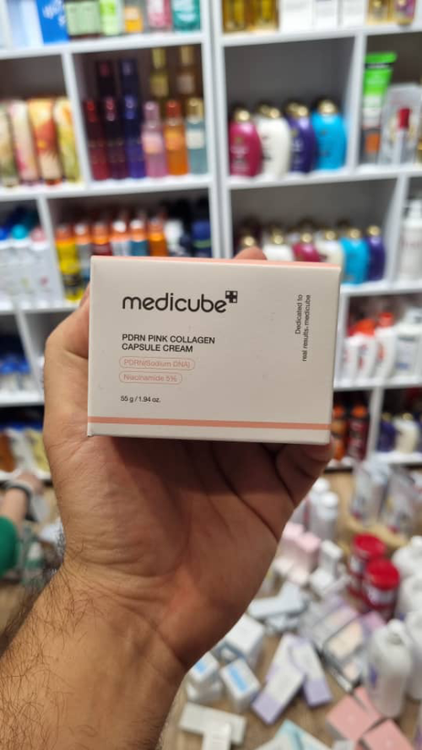 medicube
PDRN PINK COLLAGEN
CAPSULE CREAM
PDRN(Sodium DNA)
Niacinamide 5%
55 g / 1.94 oz.
Dedicated to
real results. medicube